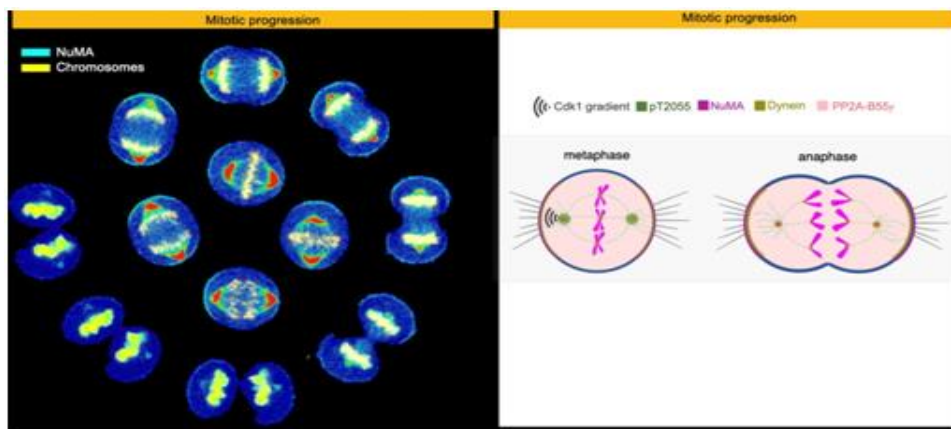 Mitotic progression
NuMA
Chromosomes
Mitotic progression
Cdk1 gradient pT2055 NuMA Dynein PP2A-B55γ
metaphase anaphase